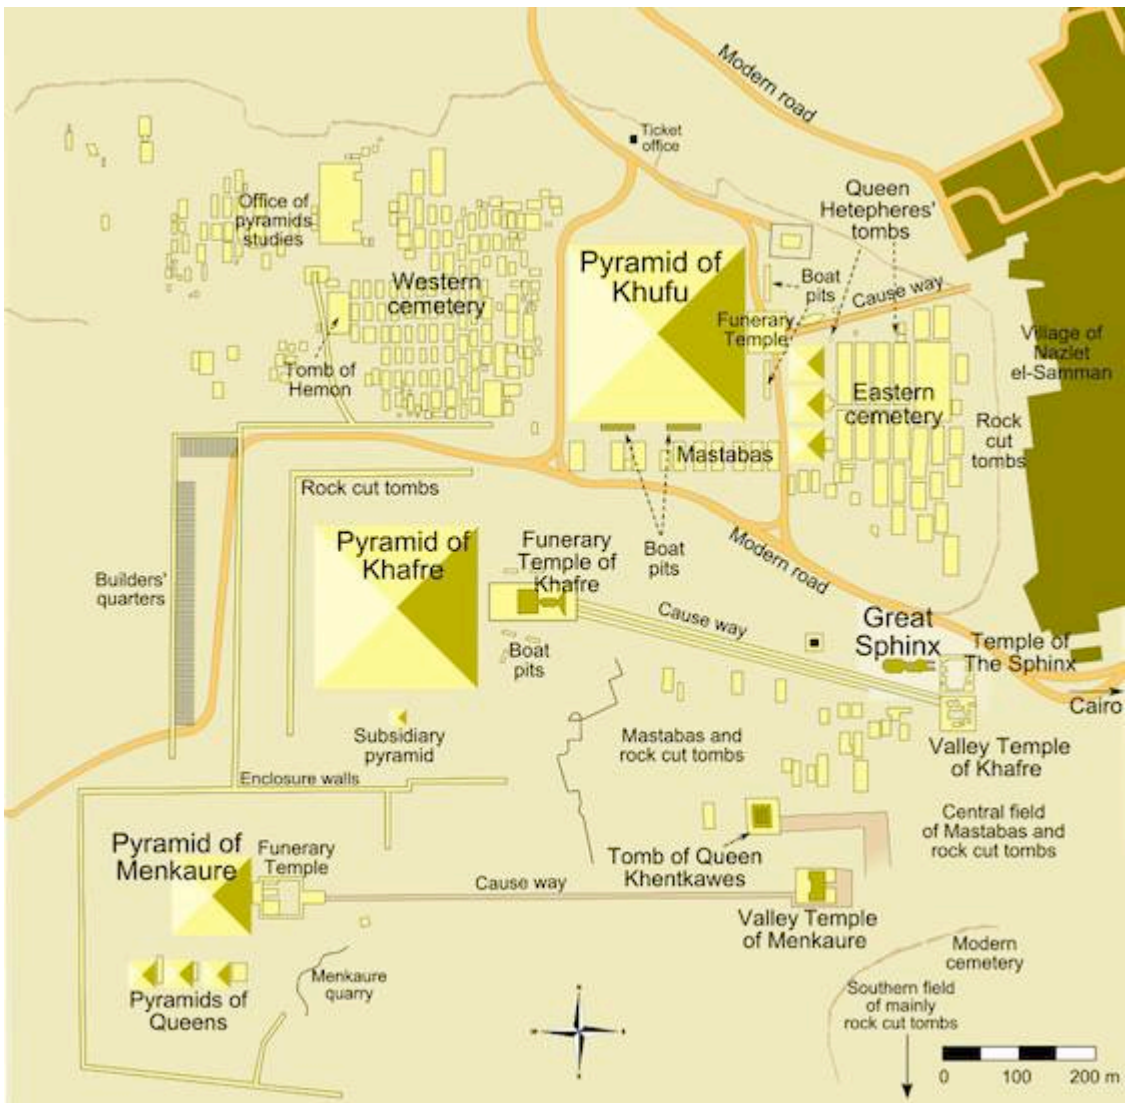 Modern road
Ticket
office
Queen
Hetepheres'
tombs
Office of
pyramids
studies
Pyramid of
Khufu
Boat
pits
Cause way
Western
cemetery
Funerary
Temple
Village of
Nazlet
el-Samman
Tomb of
Hemon
Eastern
cemetery
Rock
cut
tombs
Mastabas
Rock cut tombs
Pyramid of
Khafre
Funerary
Temple of
Khafre
Boat
pits
Modern road
Builders'
quarters
Cause way
Great
Sphinx
Temple of
The Sphinx
Boat
pits
Cairo
Subsidiary
pyramid
Mastabas and
rock cut tombs
Valley Temple
of Khafre
Enclosure walls
Central field
of Mastabas and
rock cut tombs
Pyramid of
Menkaure
Funerary
Temple
Tomb of Queen
Khentkawes
Cause way
Valley Temple
of Menkaure
Modern
cemetery
Menkaure
quarry
Pyramids of
Queens
Southern field
of mainly
rock cut tombs
0 100 200 m